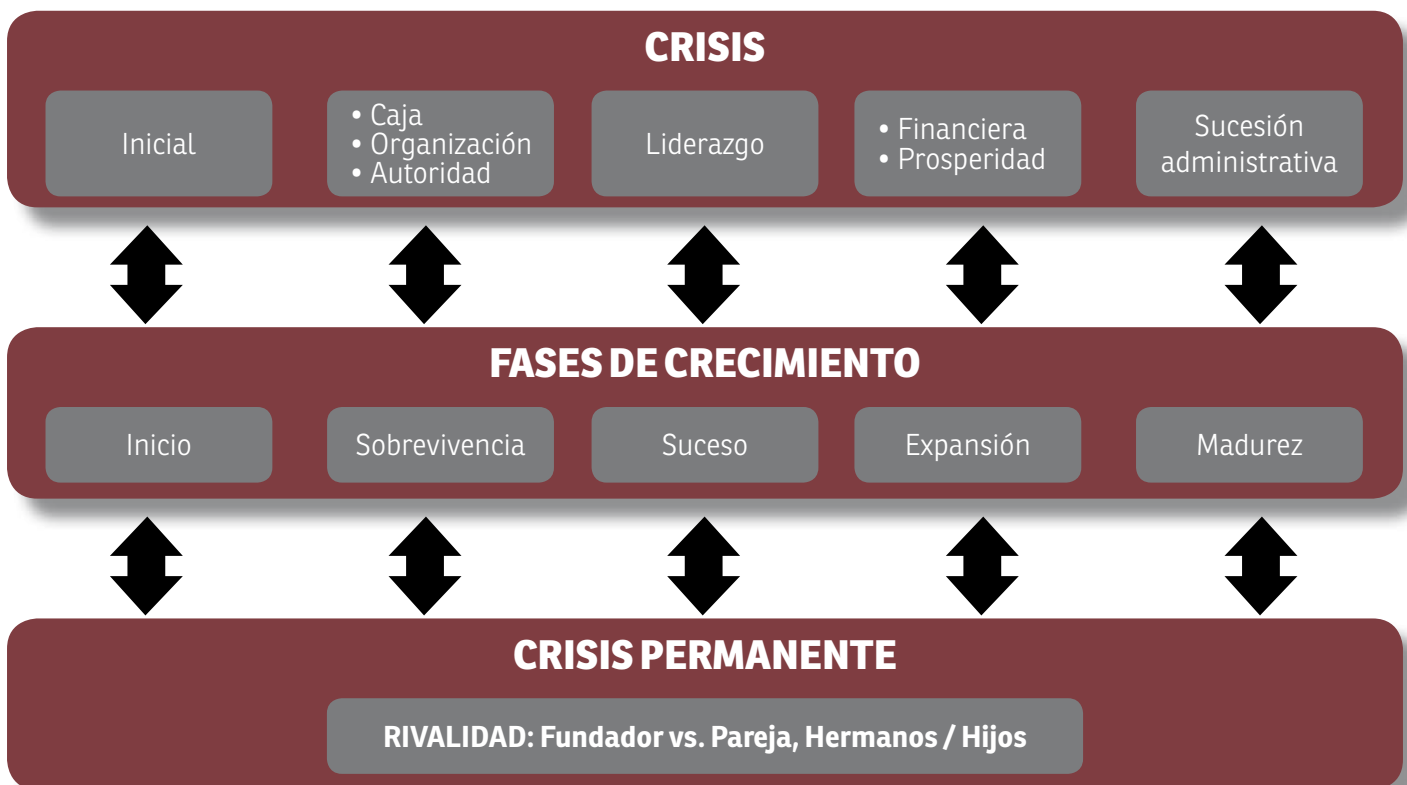 CRISIS
Inicial
• Caja
• Organización
• Autoridad
Liderazgo
• Financiera
• Prosperidad
Sucesión
administrativa
FASES DE CRECIMIENTO
Inicio
Sobrevivencia
Suceso
Expansión
Madurez
CRISIS PERMANENTE
RIVALIDAD: Fundador vs. Pareja, Hermanos / Hijos